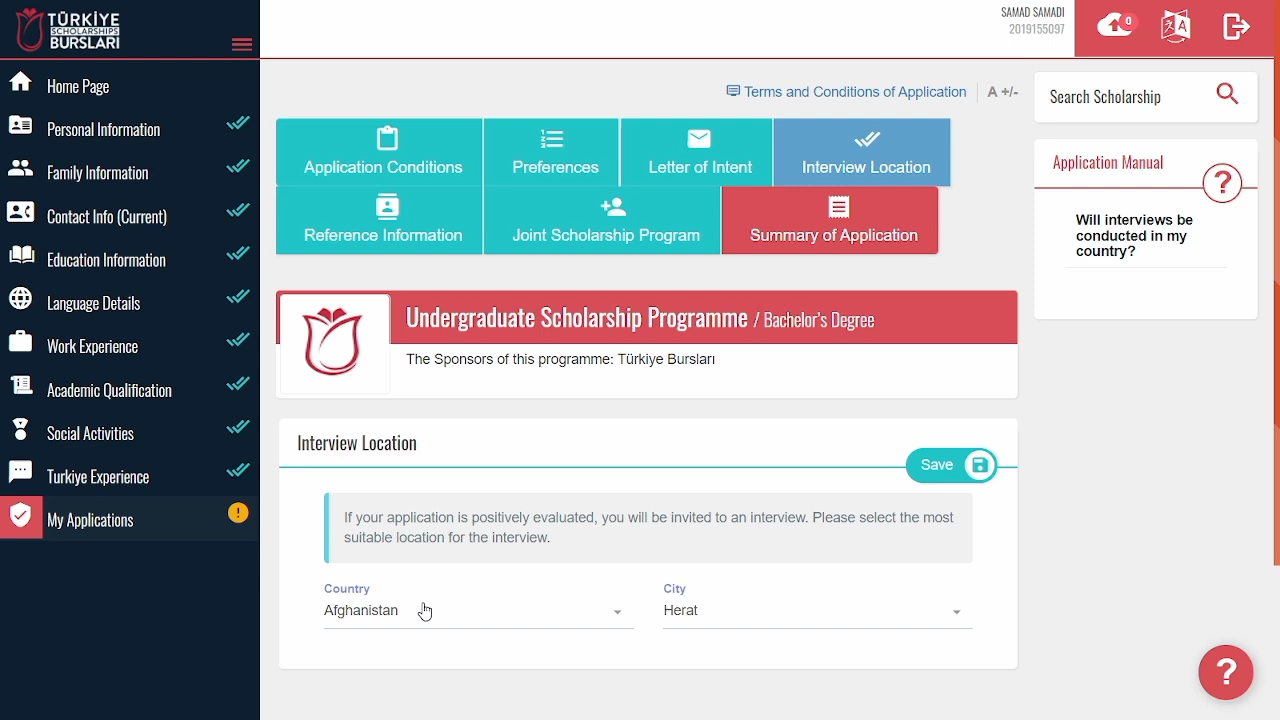 TÜRKİYE
SCHOLARSHIPS
BURSLARI
SAMAD SAMADI
2019155097
0
A
Home Page
Personal Information
Family Information
Contact Info (Current)
Education Information
Language Details
Work Experience
Academic Qualification
Social Activities
Turkiye Experience
My Applications
!
Terms and Conditions of Application
A +/-
Application Conditions
Preferences
Letter of Intent
Interview Location
Reference Information
Joint Scholarship Program
Summary of Application
Search Scholarship
Application Manual
?
Will interviews be
conducted in my
country?
Undergraduate Scholarship Programme / Bachelor's Degree
The Sponsors of this programme: Türkiye Bursları
Interview Location
Save
If your application is positively evaluated, you will be invited to an interview. Please select the most
suitable location for the interview.
Country
Afghanistan
City
Herat
?